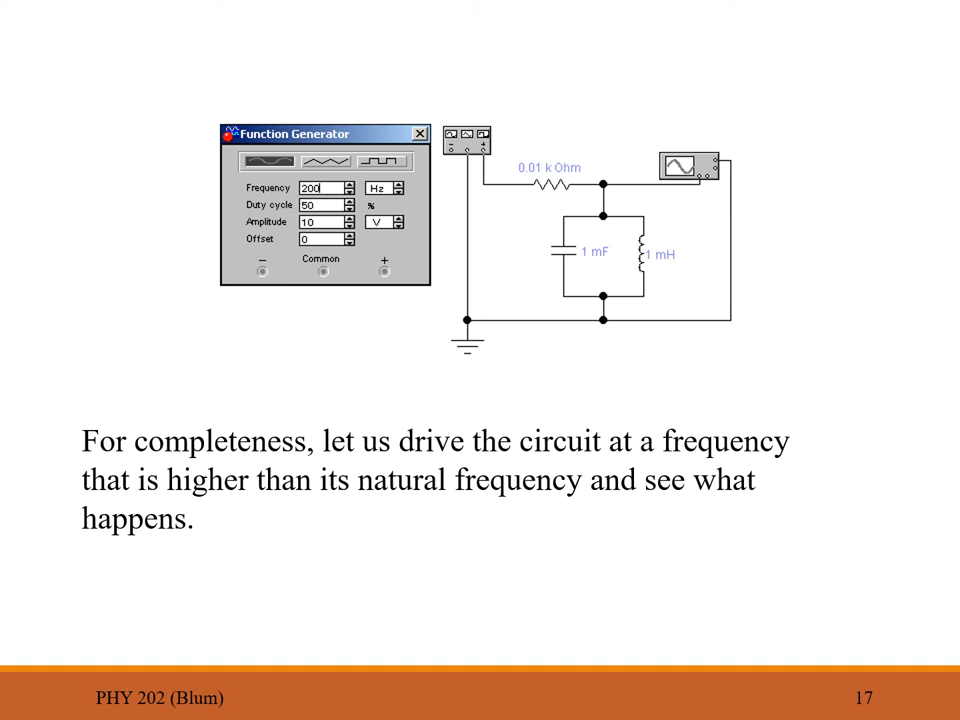 Function Generator
Frequency 200 Hz
Duty cycle 50 %
Amplitude 10 V
Offset 0
− Common +
− +
0.01 k Ohm
1 mF
1 mH
For completeness, let us drive the circuit at a frequency
that is higher than its natural frequency and see what
happens.
PHY 202 (Blum)
17